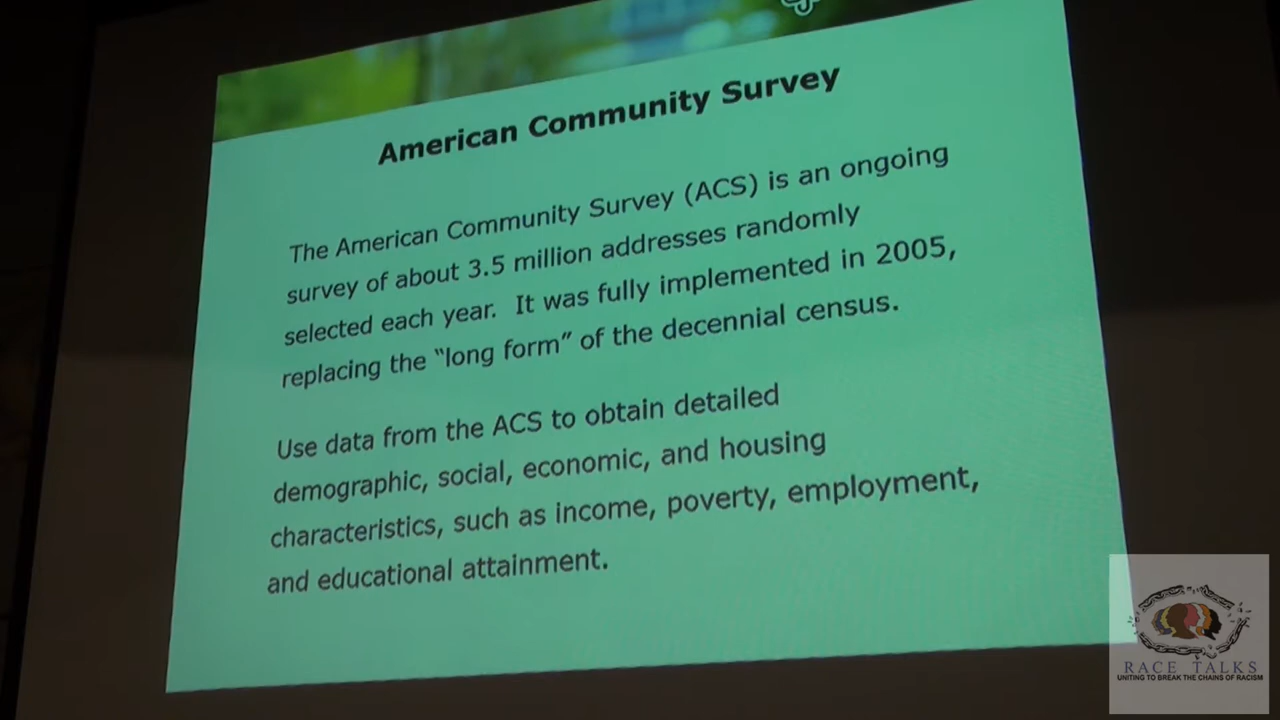 American Community Survey
The American Community Survey (ACS) is an ongoing
survey of about 3.5 million addresses randomly
selected each year. It was fully implemented in 2005,
replacing the “long form” of the decennial census.
Use data from the ACS to obtain detailed
demographic, social, economic, and housing
characteristics, such as income, poverty, employment,
and educational attainment.
RACE TALKS
UNITING TO BREAK THE CHAINS OF RACISM